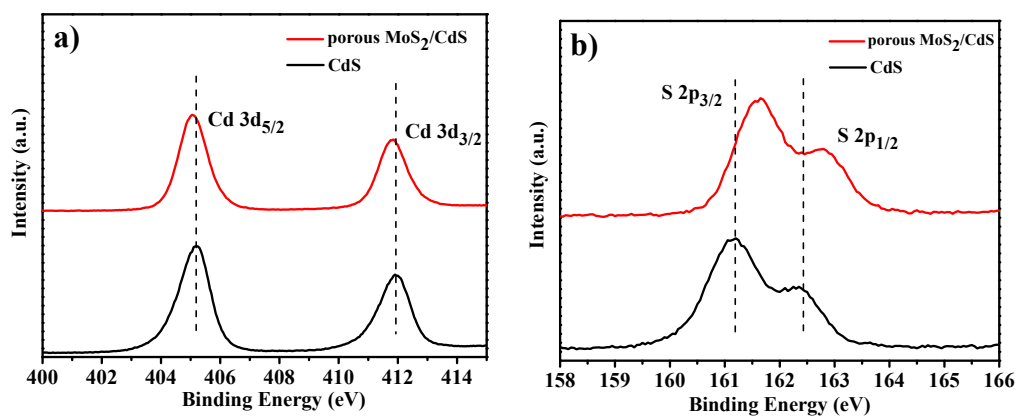 a)
porous MoS2/CdS
CdS
Cd 3d5/2
Cd 3d3/2
Intensity (a.u.)
400 402 404 406 408 410 412 414
Binding Energy (eV)
b)
porous MoS2/CdS
CdS
S 2p3/2
S 2p1/2
Intensity (a.u.)
158 159 160 161 162 163 164 165 166
Binding Energy (eV)